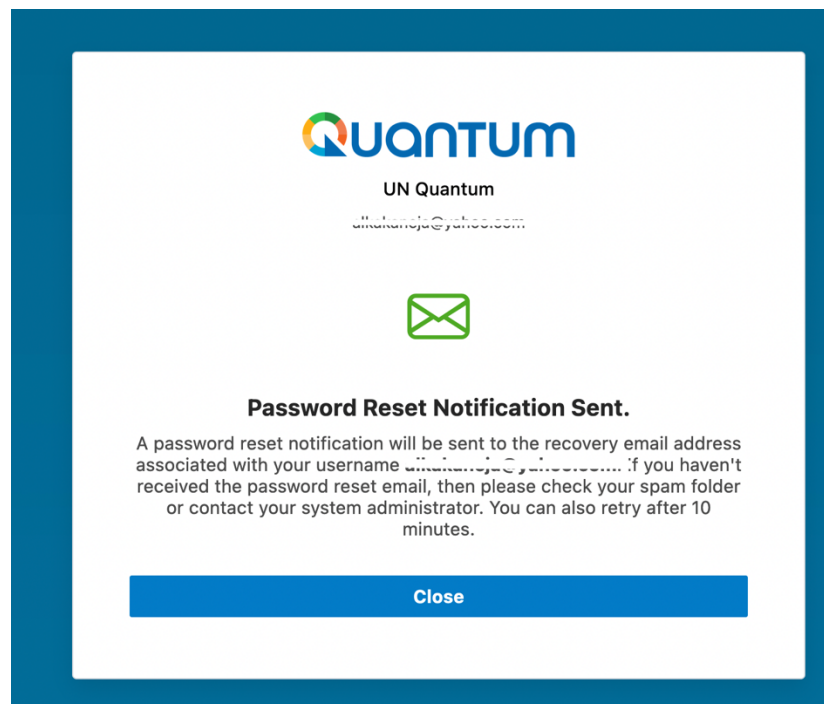 QUANTUM
UN Quantum
Password Reset Notification Sent.
A password reset notification will be sent to the recovery email address
associated with your username If you haven't
received the password reset email, then please check your spam folder
or contact your system administrator. You can also retry after 10
minutes.
Close